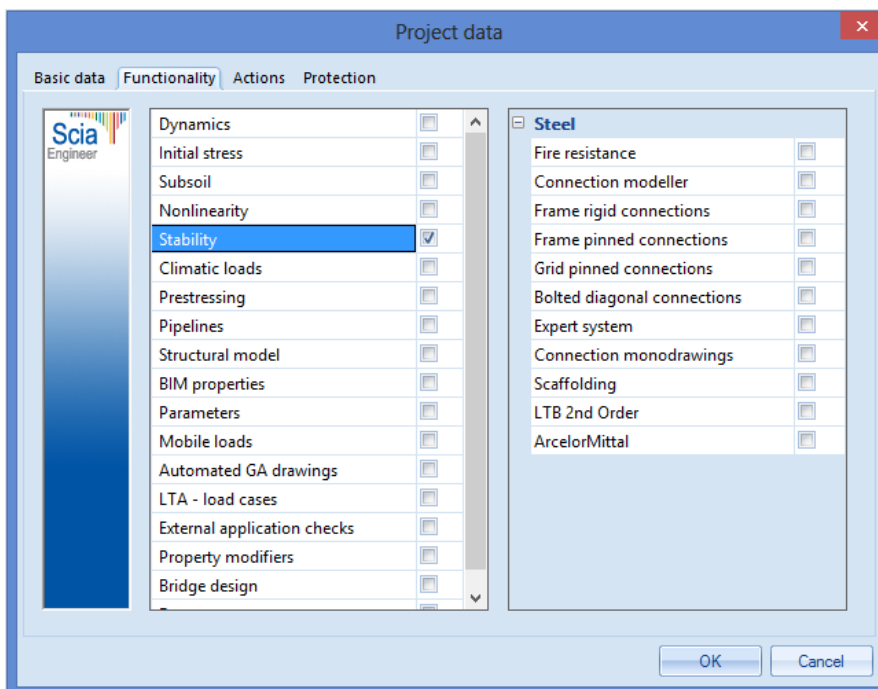 Project data
Basic data Functionality Actions Protection
Scia
Engineer
Dynamics
Initial stress
Subsoil
Nonlinearity
Stability
Climatic loads
Prestressing
Pipelines
Structural model
BIM properties
Parameters
Mobile loads
Automated GA drawings
LTA - load cases
External application checks
Property modifiers
Bridge design
Steel
Fire resistance
Connection modeller
Frame rigid connections
Frame pinned connections
Grid pinned connections
Bolted diagonal connections
Expert system
Connection monodrawings
Scaffolding
LTB 2nd Order
ArcelorMittal
OK Cancel